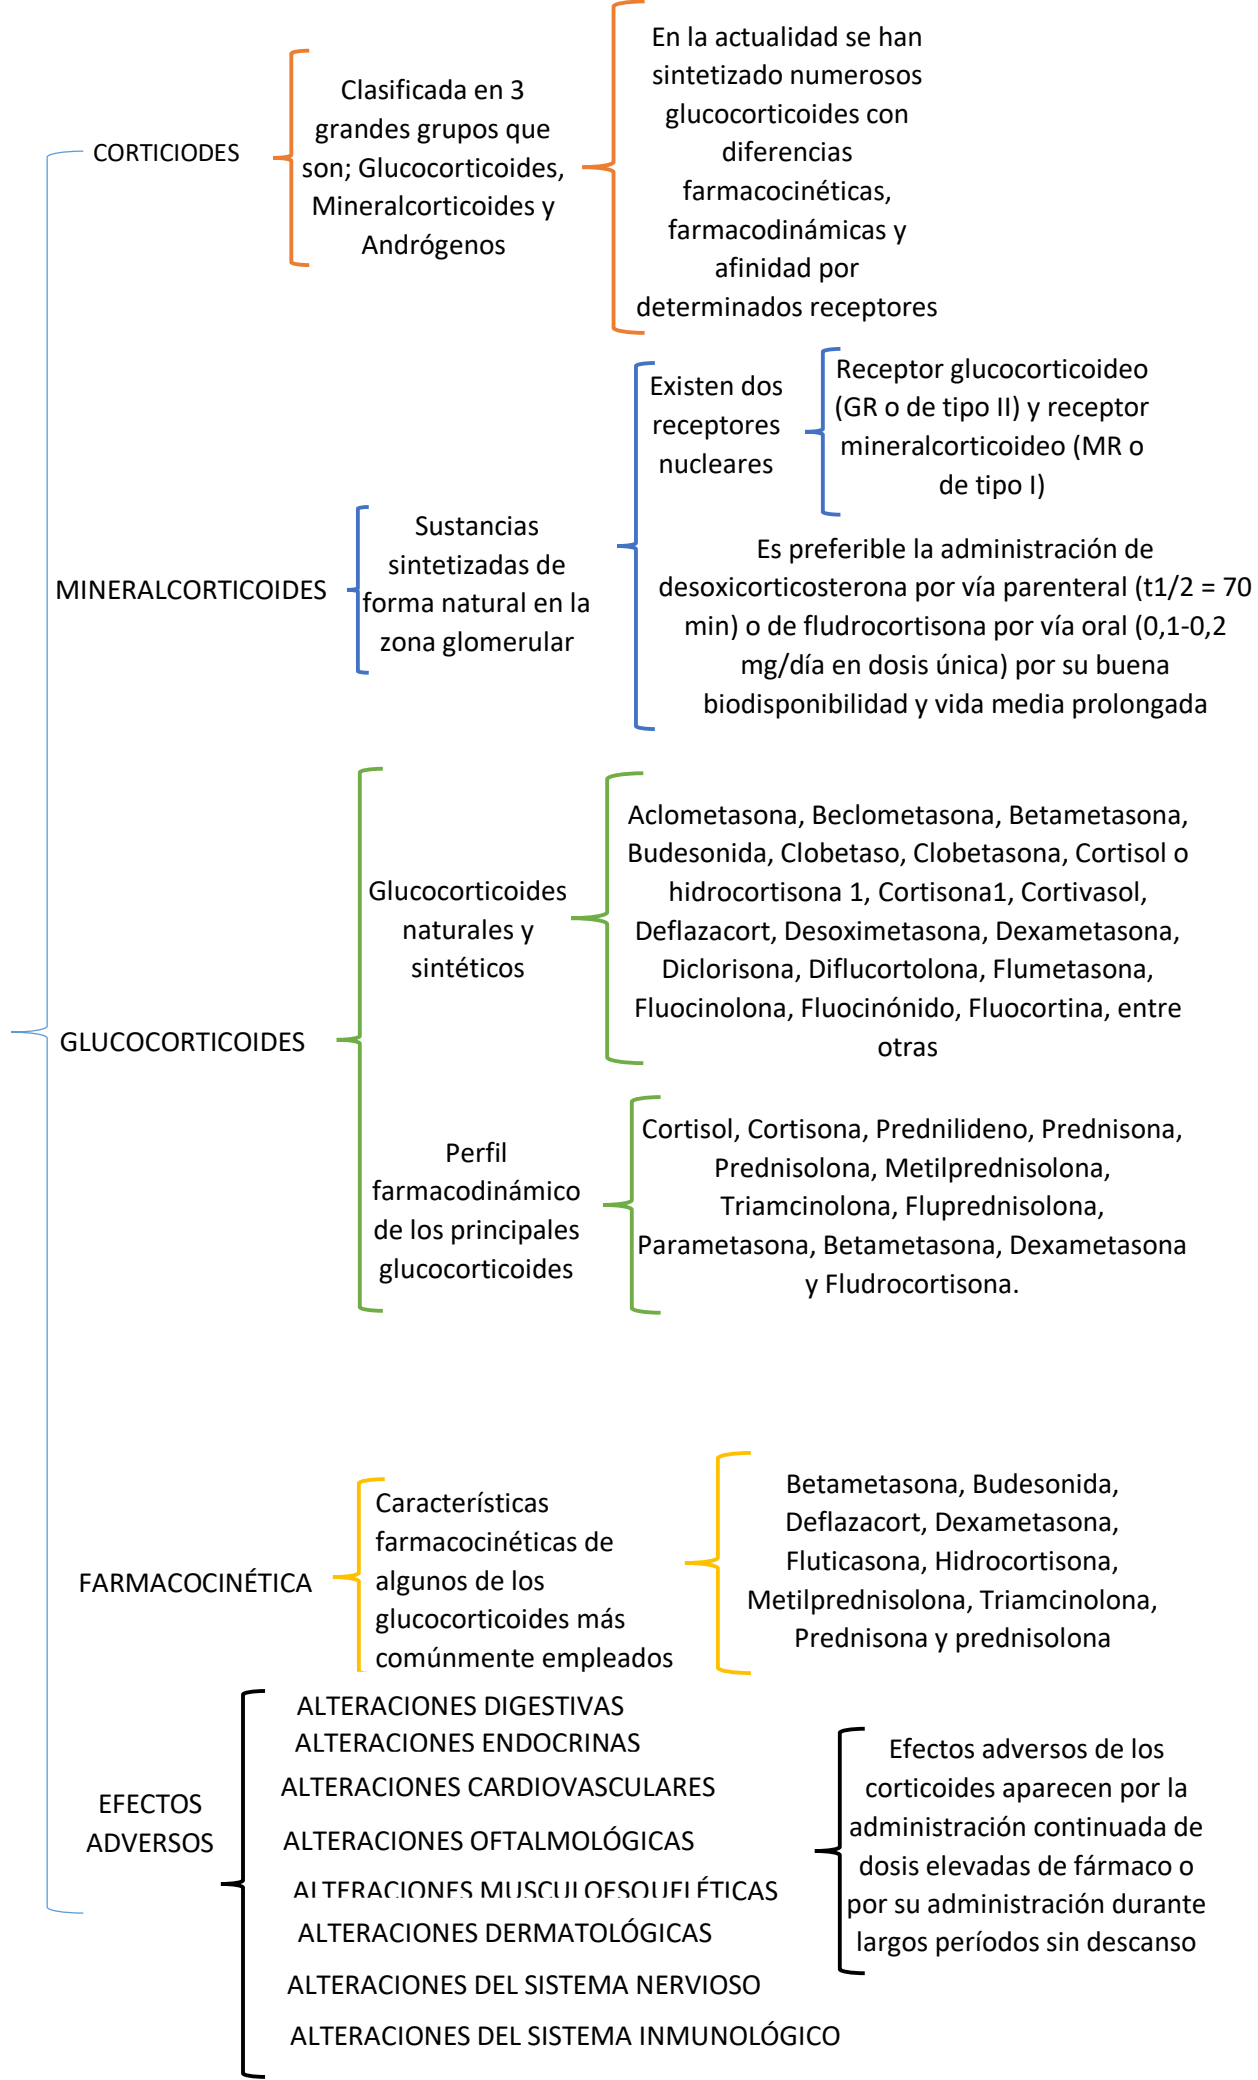 CORTICIODES
Clasificada en 3
grandes grupos que
son; Glucocorticoides,
Mineralcorticoides y
Andrógenos
En la actualidad se han
sintetizado numerosos
glucocorticoides con
diferencias
farmacocinéticas,
farmacodinámicas y
afinidad por
determinados receptores
MINERALCORTICOIDES
Sustancias
sintetizadas de
forma natural en la
zona glomerular
Existen dos
receptores
nucleares
Receptor glucocorticoideo
(GR o de tipo II) y receptor
mineralcorticoideo (MR o
de tipo I)
Es preferible la administración de
desoxicorticosterona por vía parenteral (t1/2 = 70
min) o de fludrocortisona por vía oral (0,1-0,2
mg/día en dosis única) por su buena
biodisponibilidad y vida media prolongada
GLUCOCORTICOIDES
Glucocorticoides
naturales y
sintéticos
Aclometasona, Beclometasona, Betametasona,
Budesonida, Clobetaso, Clobetasona, Cortisol o
hidrocortisona 1, Cortisona1, Cortivasol,
Deflazacort, Desoximetasona, Dexametasona,
Diclorisona, Diflucortolona, Flumetasona,
Fluocinolona, Fluocinónido, Fluocortina, entre
otras
Perfil
farmacodinámico
de los principales
glucocorticoides
Cortisol, Cortisona, Prednilideno, Prednisona,
Prednisolona, Metilprednisolona,
Triamcinolona, Fluprednisolona,
Parametasona, Betametasona, Dexametasona
y Fludrocortisona.
FARMACOCINÉTICA
Características
farmacocinéticas de
algunos de los
glucocorticoides más
comúnmente empleados
Betametasona, Budesonida,
Deflazacort, Dexametasona,
Fluticasona, Hidrocortisona,
Metilprednisolona, Triamcinolona,
Prednisona y prednisolona
EFECTOS
ADVERSOS
ALTERACIONES DIGESTIVAS
ALTERACIONES ENDOCRINAS
ALTERACIONES CARDIOVASCULARES
ALTERACIONES OFTALMOLÓGICAS
ALTERACIONES MUSCULOESQUELÉTICAS
ALTERACIONES DERMATOLÓGICAS
ALTERACIONES DEL SISTEMA NERVIOSO
ALTERACIONES DEL SISTEMA INMUNOLÓGICO
Efectos adversos de los
corticoides aparecen por la
administración continuada de
dosis elevadas de fármaco o
por su administración durante
largos períodos sin descanso